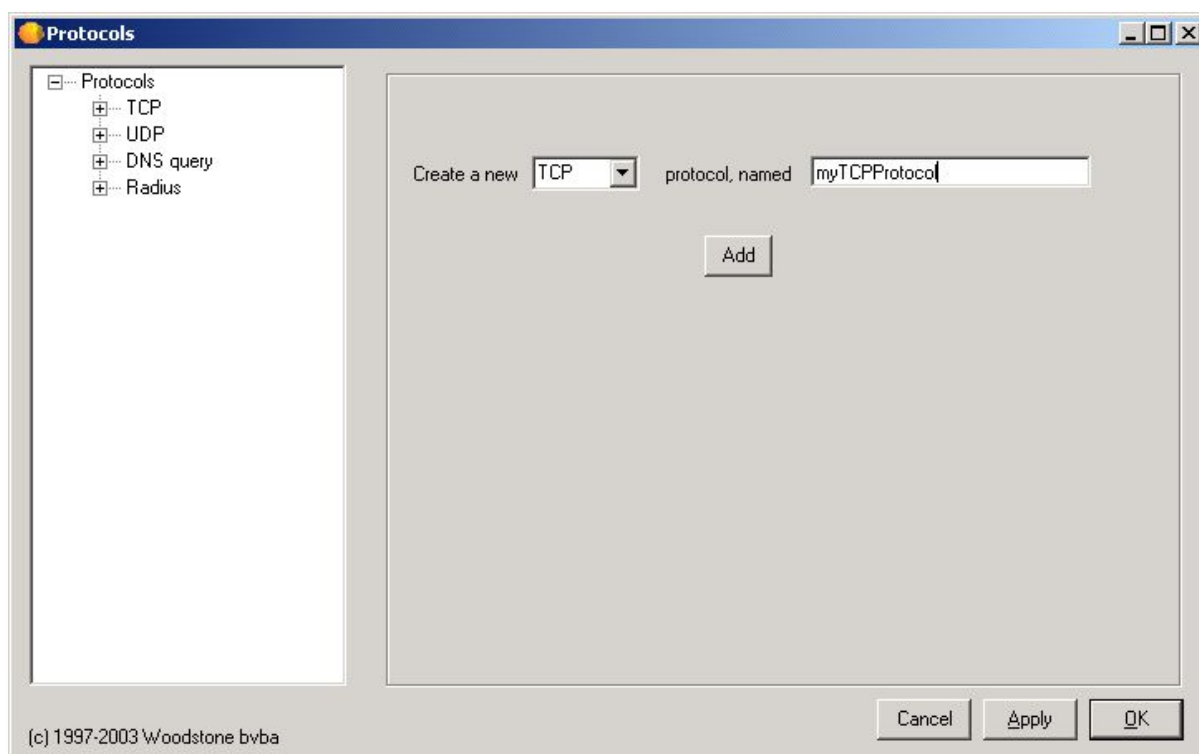 Protocols
Protocols
TCP
UDP
DNS query
Radius
Create a new TCP protocol, named myTCPProtocol
Add
Cancel Apply OK
(c) 1997-2003 Woodstone bvba